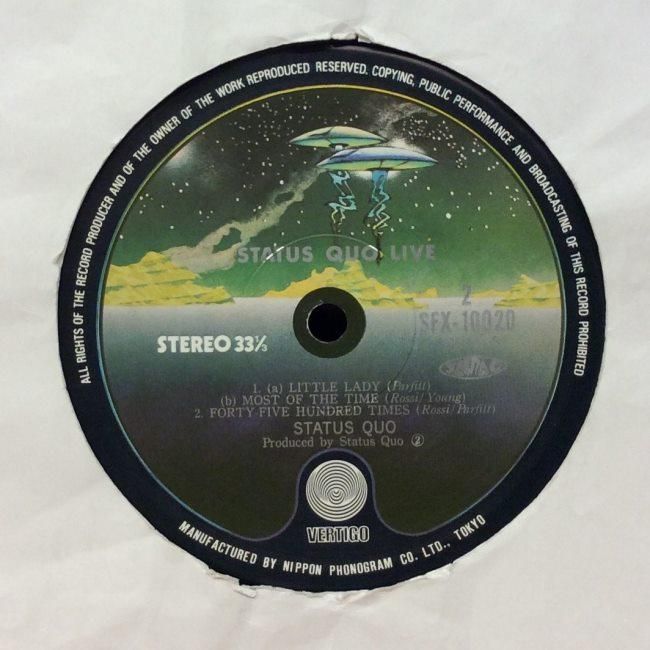 ALL RIGHTS OF THE RECORD PRODUCER AND OF THE OWNER OF THE WORK REPRODUCED RESERVED. COPYING, PUBLIC PERFORMANCE AND BROADCASTING OF THIS RECORD PROHIBITED
STATUS QUO LIVE
2
SFX-10020
STEREO 33⅓
1. (a) LITTLE LADY (Parfitt)
(b) MOST OF THE TIME (Rossi/Young)
2. FORTY-FIVE HUNDRED TIMES (Rossi/Parfitt)
STATUS QUO
Produced by Status Quo ②
VERTIGO
MANUFACTURED BY NIPPON PHONOGRAM CO. LTD., TOKYO